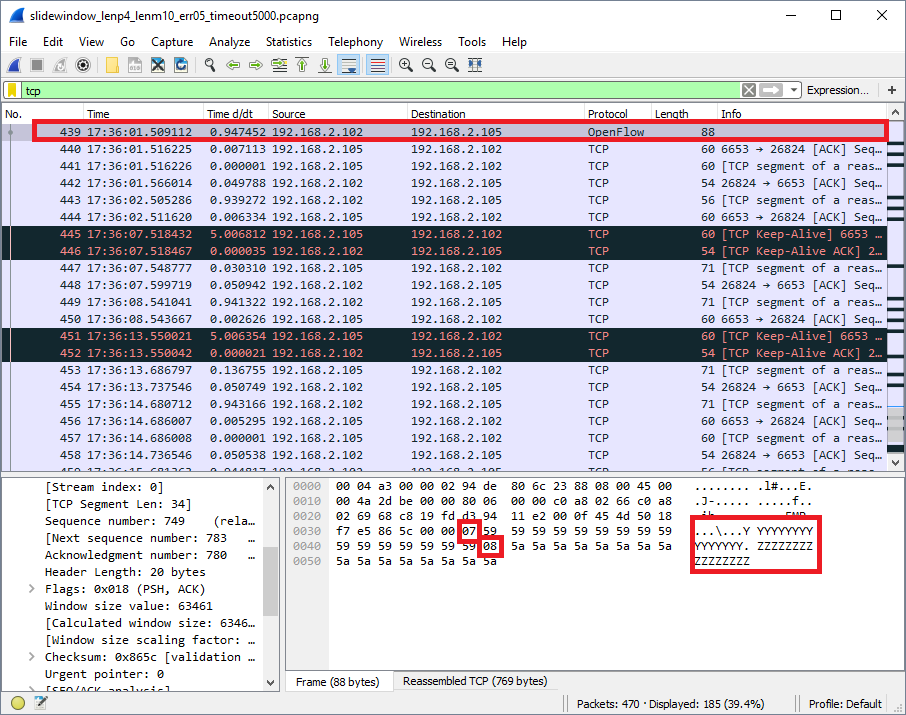 slidewindow_lenp4_lenm10_err05_timeout5000.pcapng
File Edit View Go Capture Analyze Statistics Telephony Wireless Tools Help
tcp Expression… +
No. Time Time d/dt Source Destination Protocol Length Info
439 17:36:01.509112 0.947452 192.168.2.102 192.168.2.105 OpenFlow 88
440 17:36:01.516225 0.007113 192.168.2.102 192.168.2.105 TCP 60 6653 → 26824 [ACK] Seq…
441 17:36:01.516226 0.000001 192.168.2.102 192.168.2.105 TCP 60 [TCP segment of a reas…
442 17:36:01.566014 0.049788 192.168.2.102 192.168.2.105 TCP 54 26824 → 6653 [ACK] Seq…
443 17:36:02.505286 0.939272 192.168.2.102 192.168.2.105 TCP 56 [TCP segment of a reas…
444 17:36:02.511620 0.006334 192.168.2.102 192.168.2.105 TCP 60 6653 → 26824 [ACK] Seq…
445 17:36:07.518432 5.006812 192.168.2.102 192.168.2.105 TCP 60 [TCP Keep-Alive] 6653 …
446 17:36:07.518467 0.000035 192.168.2.102 192.168.2.105 TCP 54 [TCP Keep-Alive ACK] 2…
447 17:36:07.548777 0.030310 192.168.2.102 192.168.2.105 TCP 71 [TCP segment of a reas…
448 17:36:07.599719 0.050942 192.168.2.102 192.168.2.105 TCP 54 26824 → 6653 [ACK] Seq…
449 17:36:08.541041 0.941322 192.168.2.102 192.168.2.105 TCP 71 [TCP segment of a reas…
450 17:36:08.543667 0.002626 192.168.2.102 192.168.2.105 TCP 60 6653 → 26824 [ACK] Seq…
451 17:36:13.550021 5.006354 192.168.2.102 192.168.2.105 TCP 60 [TCP Keep-Alive] 6653 …
452 17:36:13.550042 0.000021 192.168.2.102 192.168.2.105 TCP 54 [TCP Keep-Alive ACK] 2…
453 17:36:13.686797 0.136755 192.168.2.102 192.168.2.105 TCP 71 [TCP segment of a reas…
454 17:36:13.737546 0.050749 192.168.2.102 192.168.2.105 TCP 54 26824 → 6653 [ACK] Seq…
455 17:36:14.680712 0.943166 192.168.2.102 192.168.2.105 TCP 71 [TCP segment of a reas…
456 17:36:14.686007 0.005295 192.168.2.102 192.168.2.105 TCP 60 6653 → 26824 [ACK] Seq…
457 17:36:14.686008 0.000001 192.168.2.102 192.168.2.105 TCP 60 [TCP segment of a reas…
458 17:36:14.736546 0.050538 192.168.2.102 192.168.2.105 TCP 54 26824 → 6653 [ACK] Seq…
[Stream index: 0]
[TCP Segment Len: 34]
Sequence number: 749 (rela…
[Next sequence number: 783 …
Acknowledgment number: 780 …
Header Length: 20 bytes
Flags: 0x018 (PSH, ACK)
Window size value: 63461
[Calculated window size: 6346…
[Window size scaling factor: …
Checksum: 0x865c [validation …
Urgent pointer: 0
[SEQ/ACK analysis]
0000 00 04 a3 00 00 02 94 de 80 6c 23 88 08 00 45 00 ........ .l#...E.
0010 00 4a 2d be 00 00 80 06 00 00 c0 a8 02 66 c0 a8 .J-..... .....f..
0020 02 69 68 c8 19 fd d3 94 11 e2 00 0f 45 4d 50 18 .ih..... ....EMP.
0030 f7 e5 86 5c 00 00 07 59 59 59 59 59 59 59 59 59 ...\...Y YYYYYYYY
0040 59 59 59 59 59 59 59 08 5a 5a 5a 5a 5a 5a 5a 5a YYYYYYY. ZZZZZZZZ
0050 5a 5a 5a 5a 5a 5a 5a 5a ZZZZZZZZ
Frame (88 bytes) Reassembled TCP (769 bytes)
Packets: 470 · Displayed: 185 (39.4%) Profile: Default